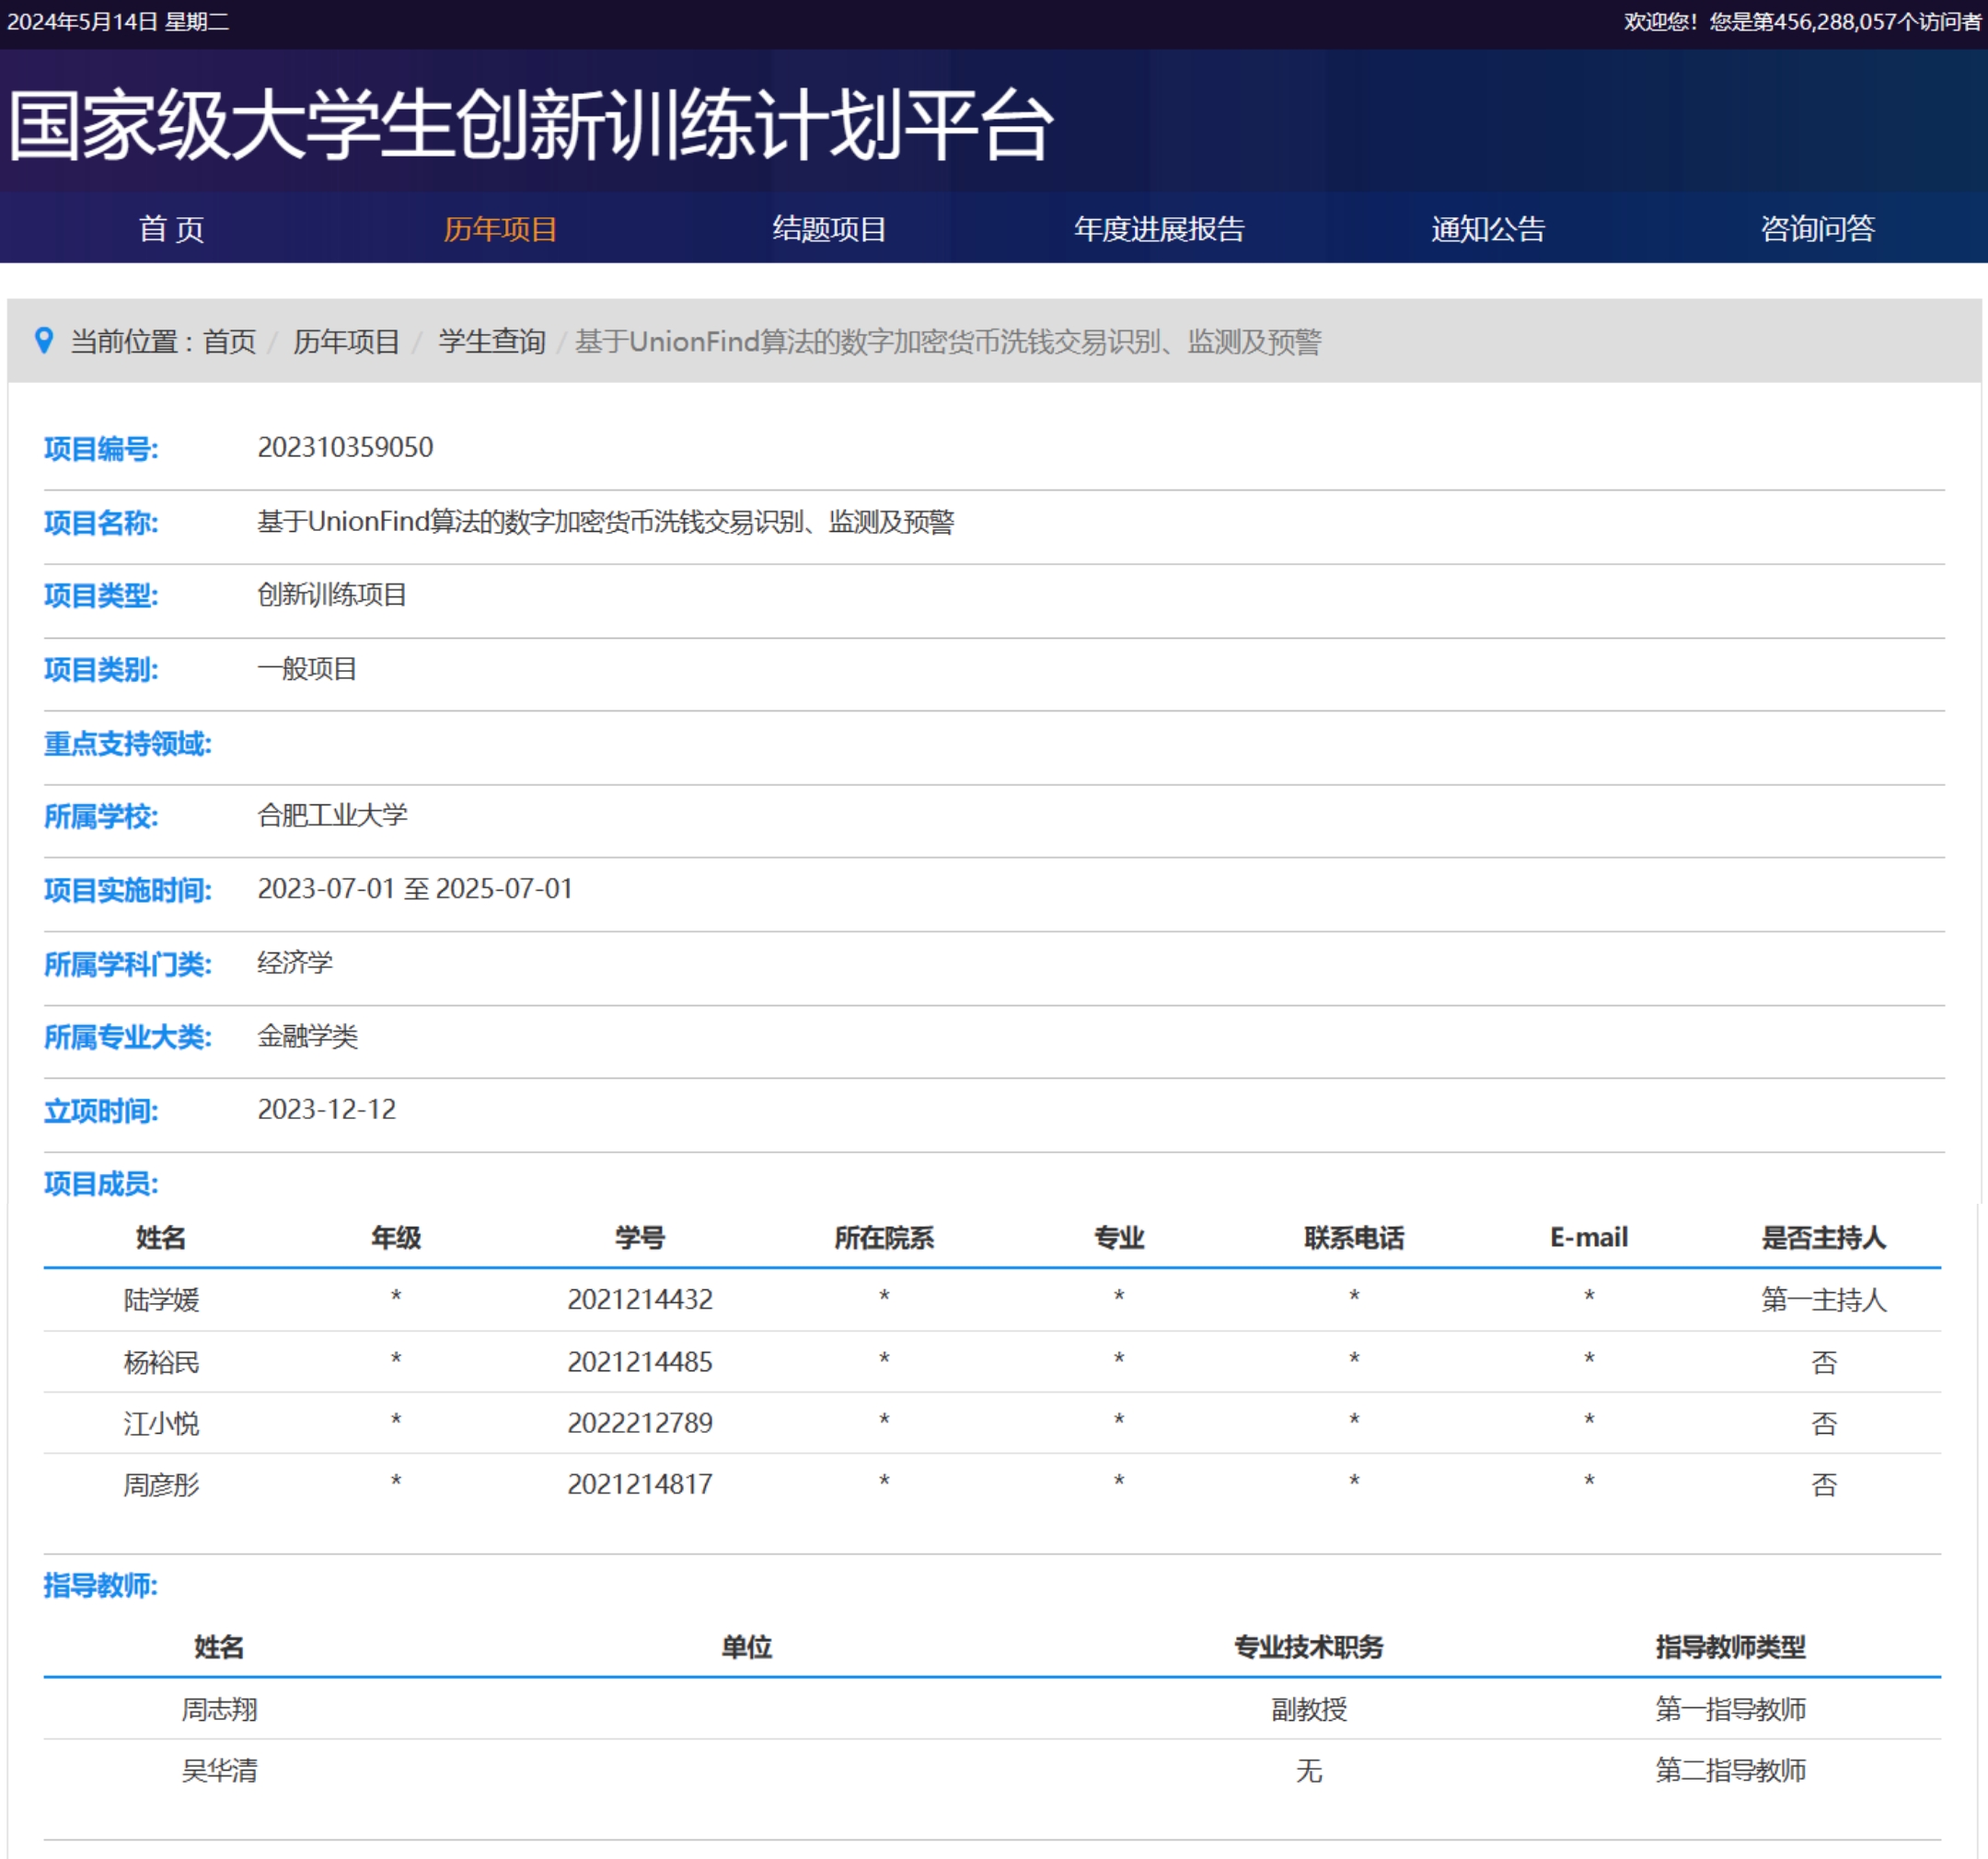 2024年5月14日 星期二 欢迎您！您是第456,288,057个访问者
国家级大学生创新训练计划平台
首 页 历年项目 结题项目 年度进展报告 通知公告 咨询问答
当前位置：首页 / 历年项目 / 学生查询 / 基于UnionFind算法的数字加密货币洗钱交易识别、监测及预警
项目编号: 202310359050
项目名称: 基于UnionFind算法的数字加密货币洗钱交易识别、监测及预警
项目类型: 创新训练项目
项目类别: 一般项目
重点支持领域:
所属学校: 合肥工业大学
项目实施时间: 2023-07-01 至 2025-07-01
所属学科门类: 经济学
所属专业大类: 金融学类
立项时间: 2023-12-12
项目成员:
姓名 年级 学号 所在院系 专业 联系电话 E-mail 是否主持人
陆学媛 * 2021214432 * * * * 第一主持人
杨裕民 * 2021214485 * * * * 否
江小悦 * 2022212789 * * * * 否
周彦彤 * 2021214817 * * * * 否
指导教师:
姓名 单位 专业技术职务 指导教师类型
周志翔 副教授 第一指导教师
吴华清 无 第二指导教师